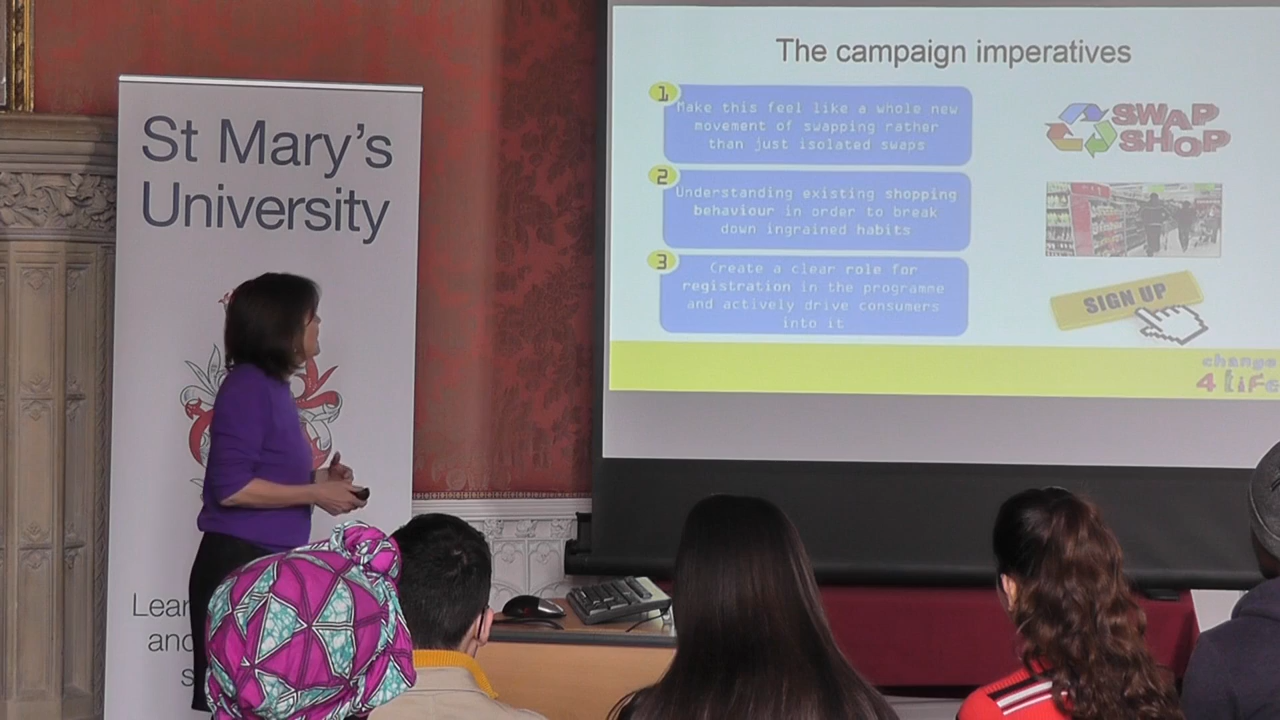 St Mary's
University
Lear
and
s
The campaign imperatives
1
Make this feel like a whole new
movement of swapping rather
than just isolated swaps
2
Understanding existing shopping
behaviour in order to break
down ingrained habits
3
Create a clear role for
registration in the programme
and actively drive consumers
into it
SWAP
SHOP
SIGN UP
change
4 LiFe